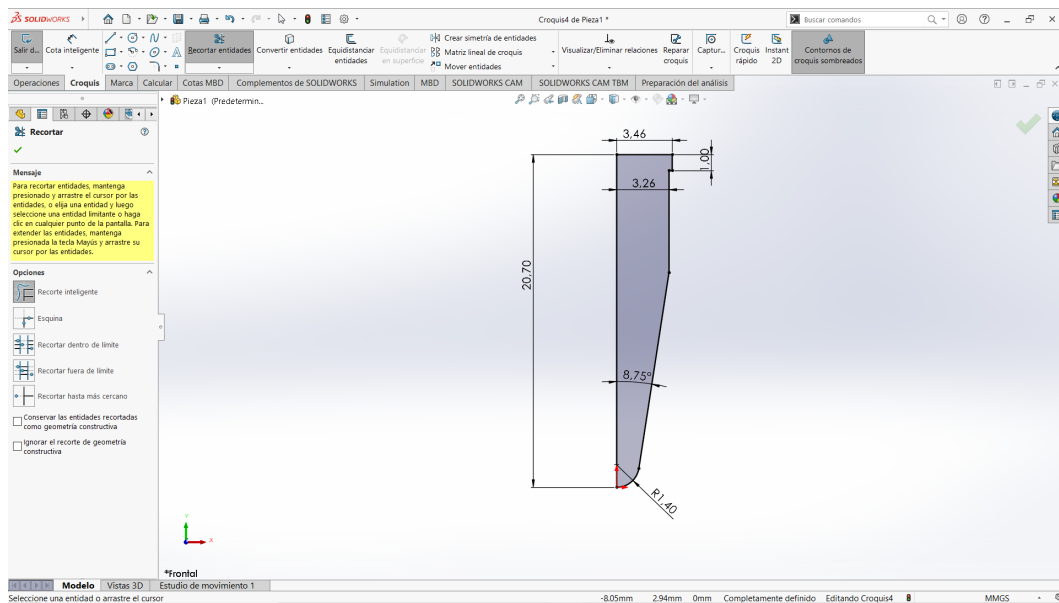 SOLIDWORKS
Croquis4 de Pieza1 *
Buscar comandos
Salir d...
Cota inteligente
Recortar entidades
Convertir entidades
Equidistanciar entidades
Equidistanciar en superficie
Crear simetría de entidades
Matriz lineal de croquis
Mover entidades
Visualizar/Eliminar relaciones
Reparar croquis
Captur...
Croquis rápido
Instant 2D
Contornos de croquis sombreados
Operaciones
Croquis
Marca
Calcular
Cotas MBD
Complementos de SOLIDWORKS
Simulation
MBD
SOLIDWORKS CAM
SOLIDWORKS CAM TBM
Preparación del análisis
Pieza1 (Predetermin...
Recortar
Mensaje
Para recortar entidades, mantenga
presionado y arrastre el cursor por las
entidades, o elija una entidad y luego
seleccione una entidad limitante o haga
clic en cualquier punto de la pantalla. Para
extender las entidades, mantenga
presionada la tecla Mayús y arrastre su
cursor por las entidades.
Opciones
Recorte inteligente
Esquina
Recortar dentro de límite
Recortar fuera de límite
Recortar hasta más cercano
Conservar las entidades recortadas
como geometría constructiva
Ignorar el recorte de geometría
constructiva
3,46
1,00
3,26
20,70
8,75°
R1,40
Y
X
*Frontal
Modelo
Vistas 3D
Estudio de movimiento 1
Seleccione una entidad o arrastre el cursor
-8.05mm
2.94mm
0mm
Completamente definido
Editando Croquis4
MMGS